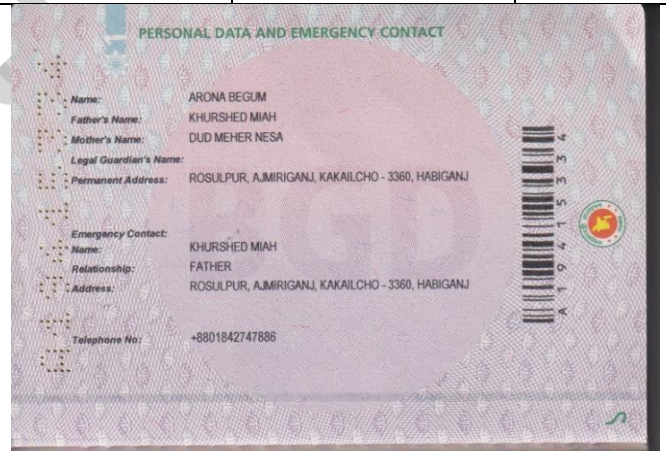 PERSONAL DATA AND EMERGENCY CONTACT
Name: ARONA BEGUM
Father's Name: KHURSHED MIAH
Mother's Name: DUD MEHER NESA
Legal Guardian's Name:
Permanent Address: ROSULPUR, AJMIRIGANJ, KAKAILCHO - 3360, HABIGANJ
Emergency Contact:
Name: KHURSHED MIAH
Relationship: FATHER
Address: ROSULPUR, AJMIRIGANJ, KAKAILCHO - 3360, HABIGANJ
Telephone No: +8801842747886
A19415334
BGD